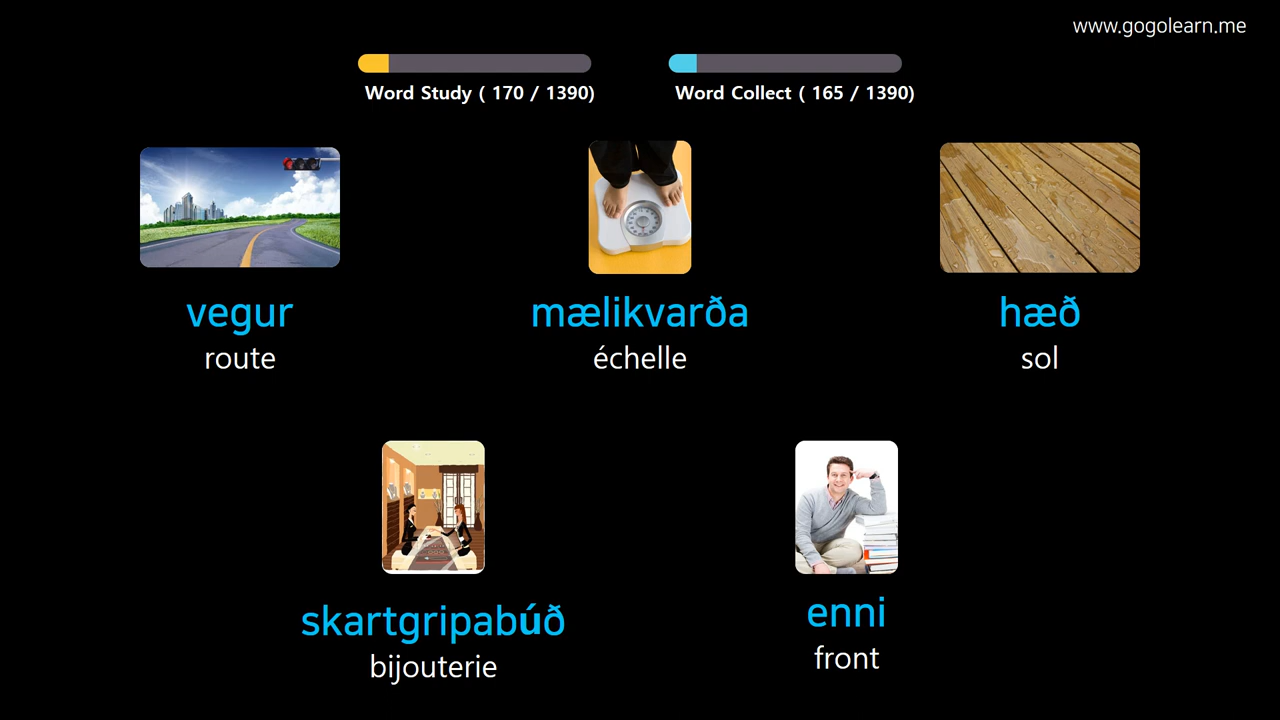 www.gogolearn.me
Word Study ( 170 / 1390)
Word Collect ( 165 / 1390)
vegur
route
mælikvarða
échelle
hæð
sol
skartgripabúð
bijouterie
enni
front